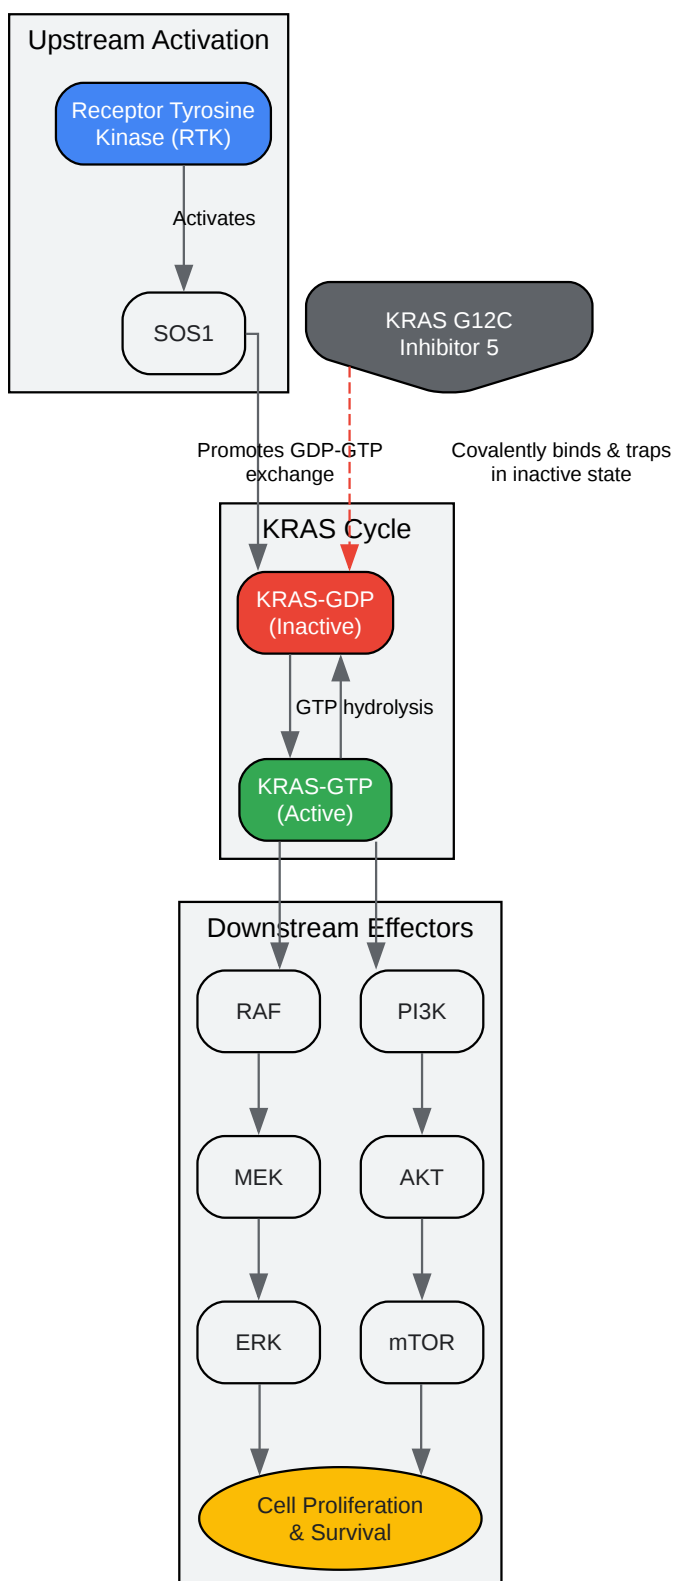 Upstream Activation
Receptor Tyrosine
Kinase (RTK)
Activates
SOS1
KRAS G12C
Inhibitor 5
Promotes GDP-GTP
exchange
Covalently binds & traps
in inactive state
KRAS Cycle
KRAS-GDP
(Inactive)
GTP hydrolysis
KRAS-GTP
(Active)
Downstream Effectors
RAF
PI3K
MEK
AKT
ERK
mTOR
Cell Proliferation
& Survival